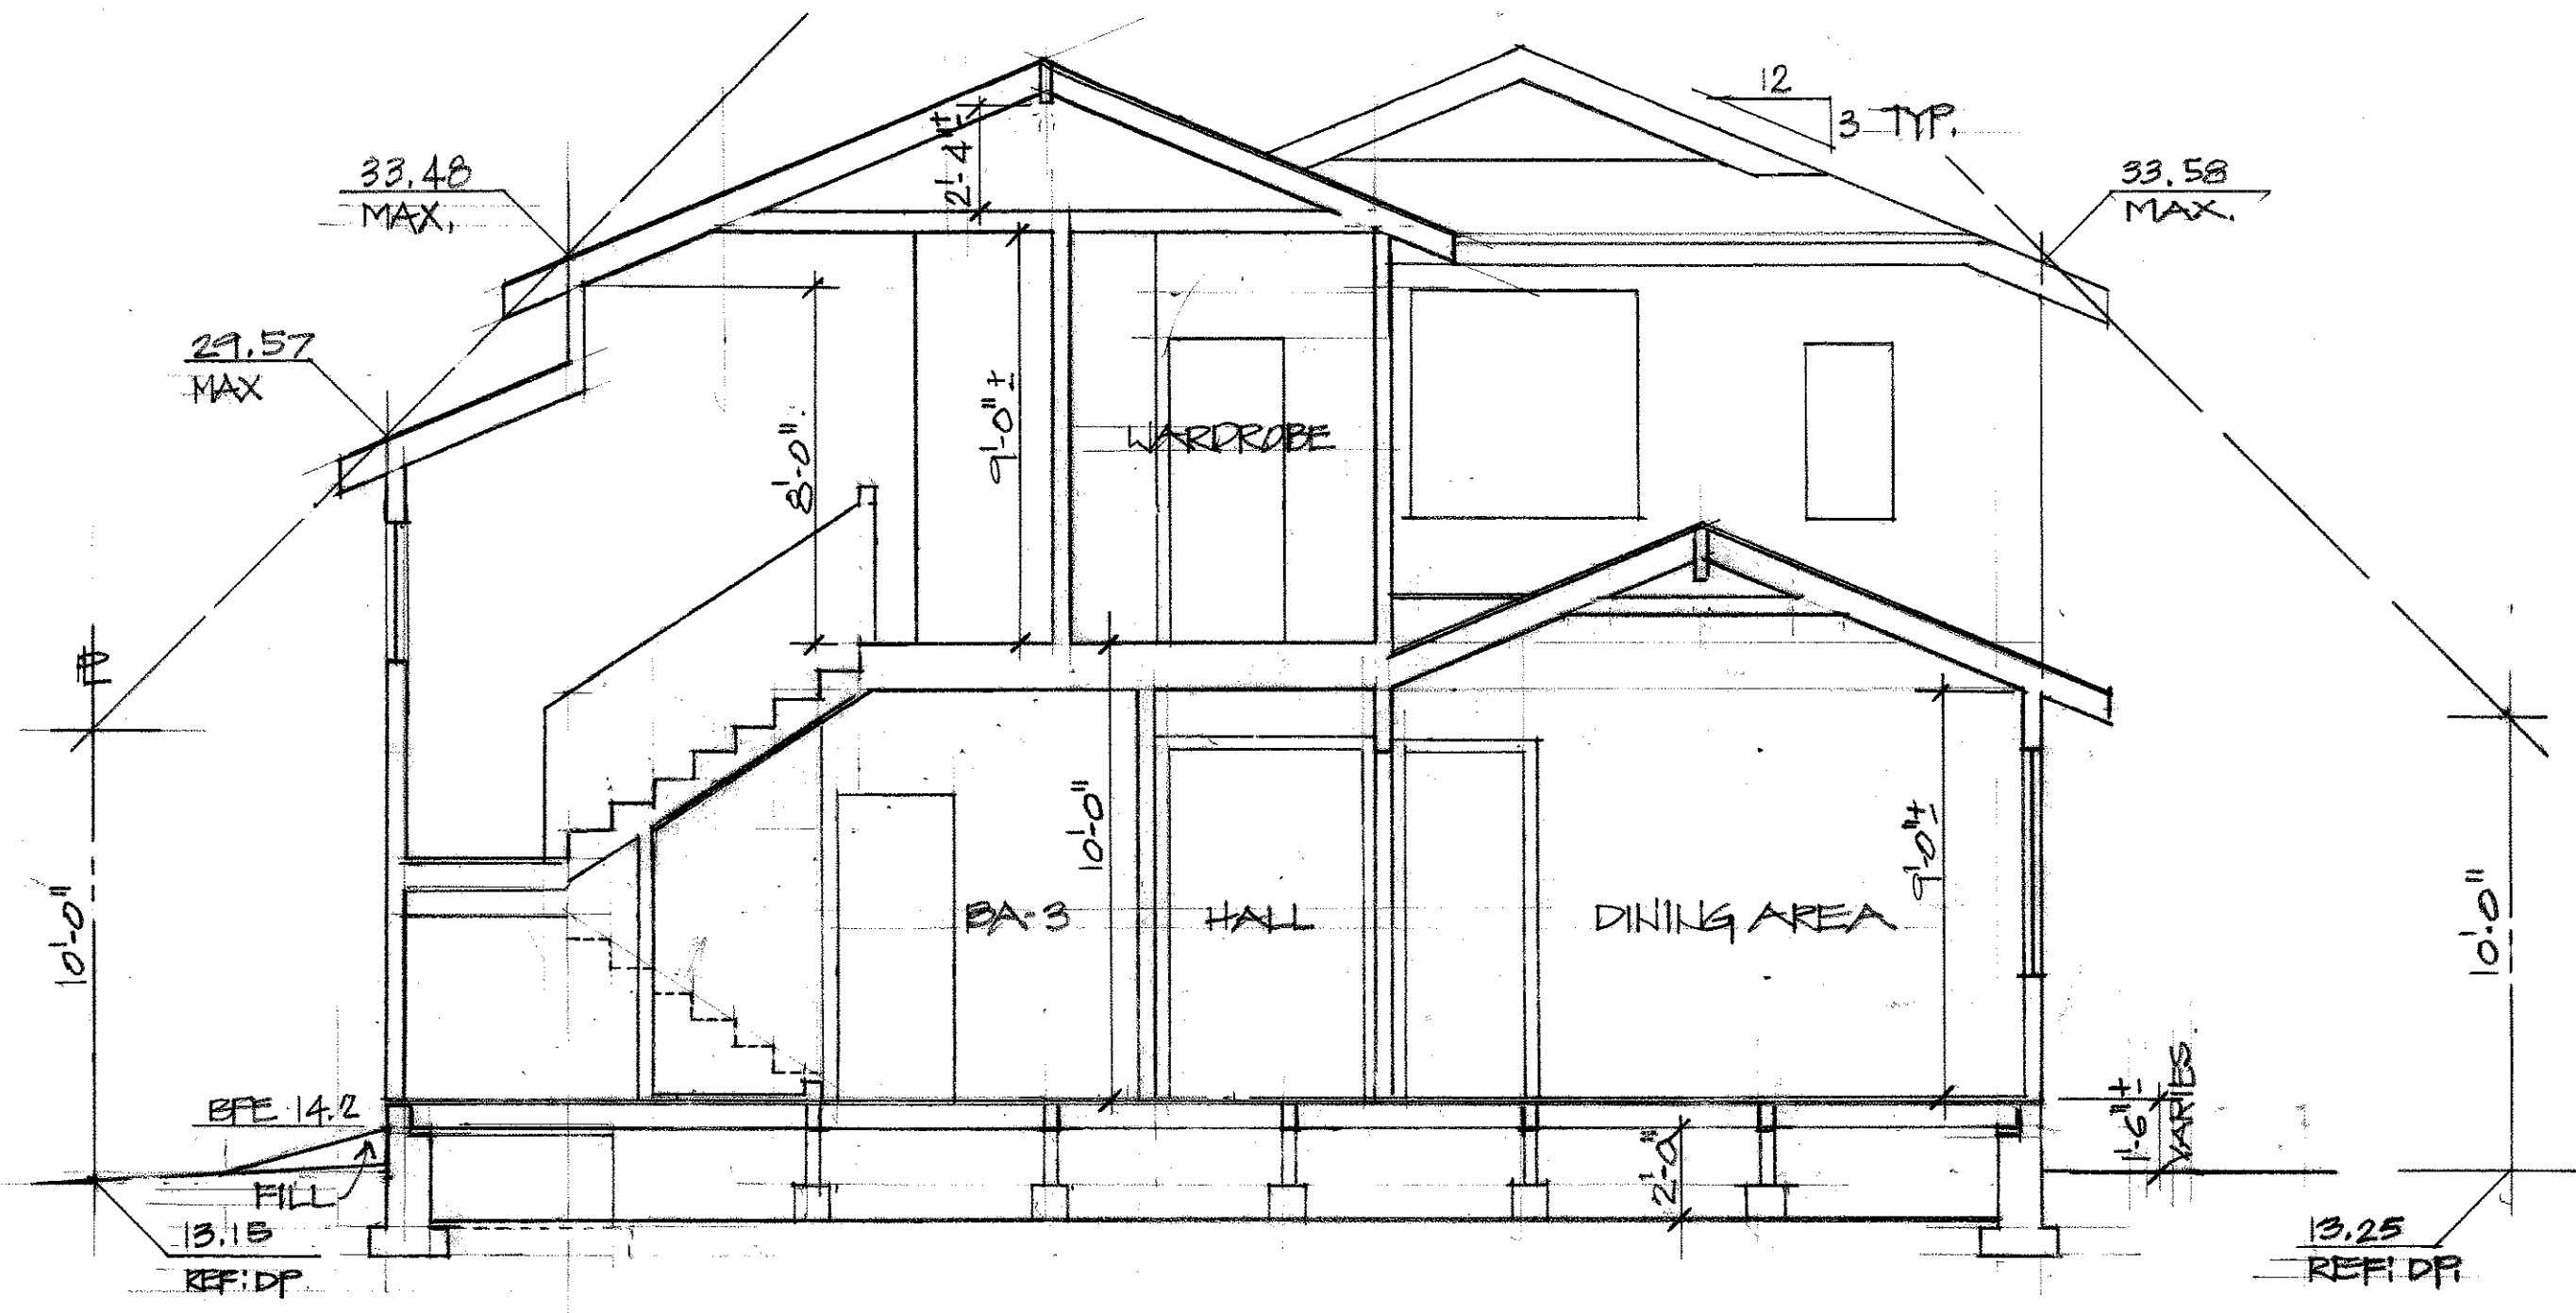 12
3 TYP.
33.48
MAX.
33.58
MAX.
2'-4"±
29.57
MAX
8'-0".
9'-0"±
WARDROBE
10'-0"
10'-0"
BA-3
HALL
DINING AREA
9'-0"±
10'-0"
BFE 14.2
FILL
2'-0"
1'-6"±
VARIES.
13.15
REF: DP.
13.25
REF: DP.